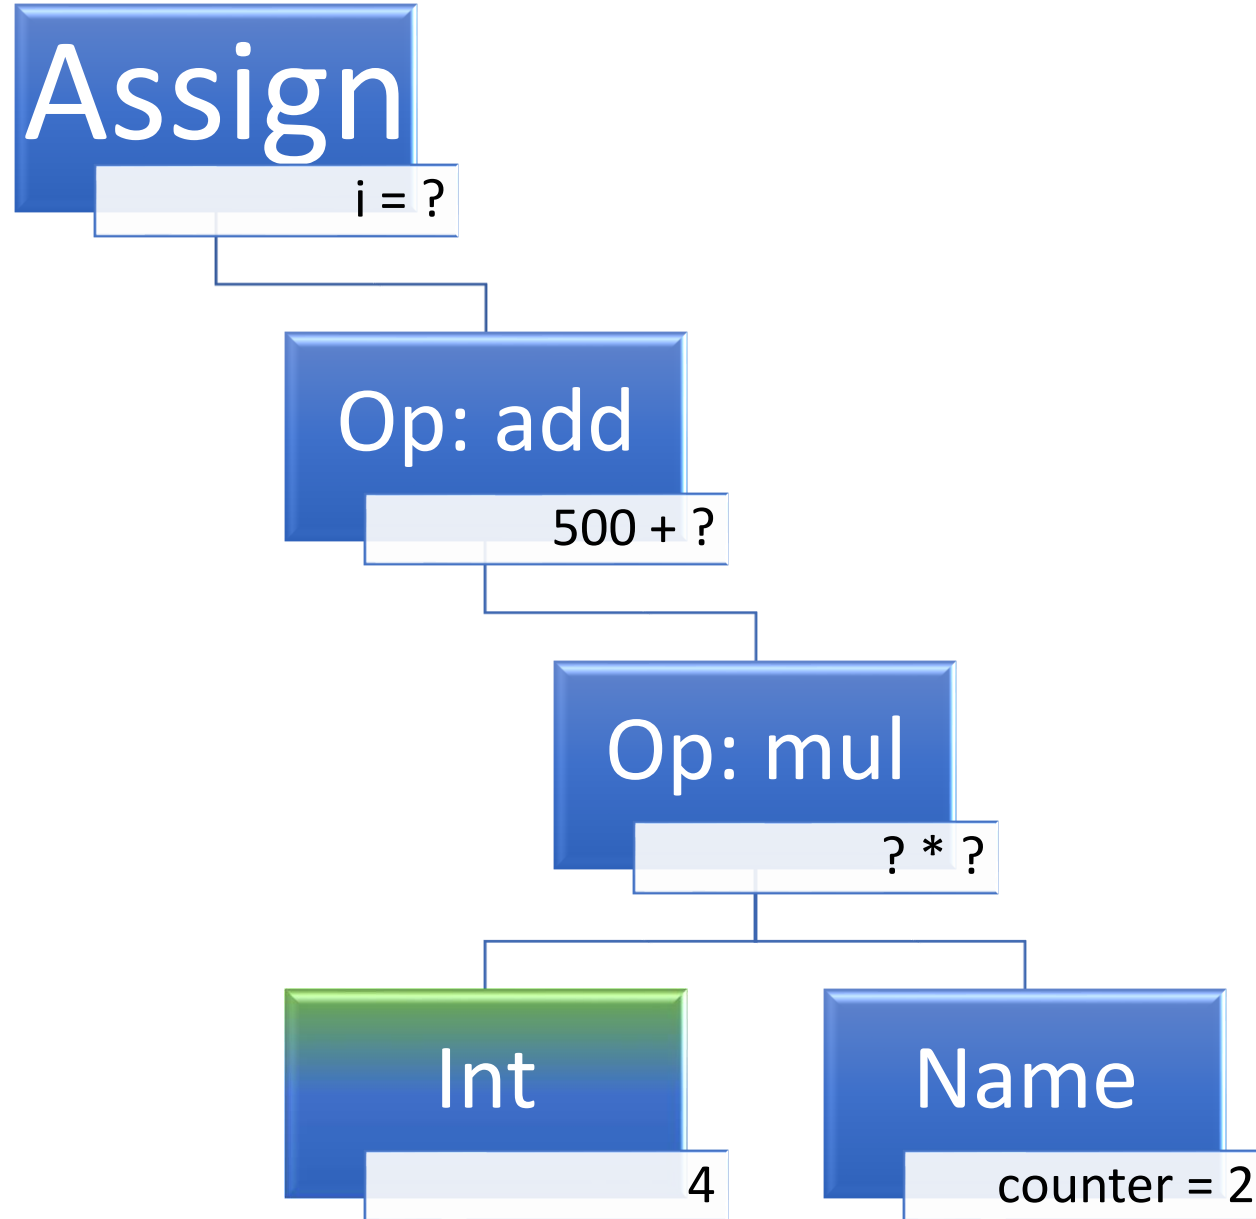 Assign
i = ?
Op: add
500 + ?
Op: mul
? * ?
Int
4
Name
counter = 2